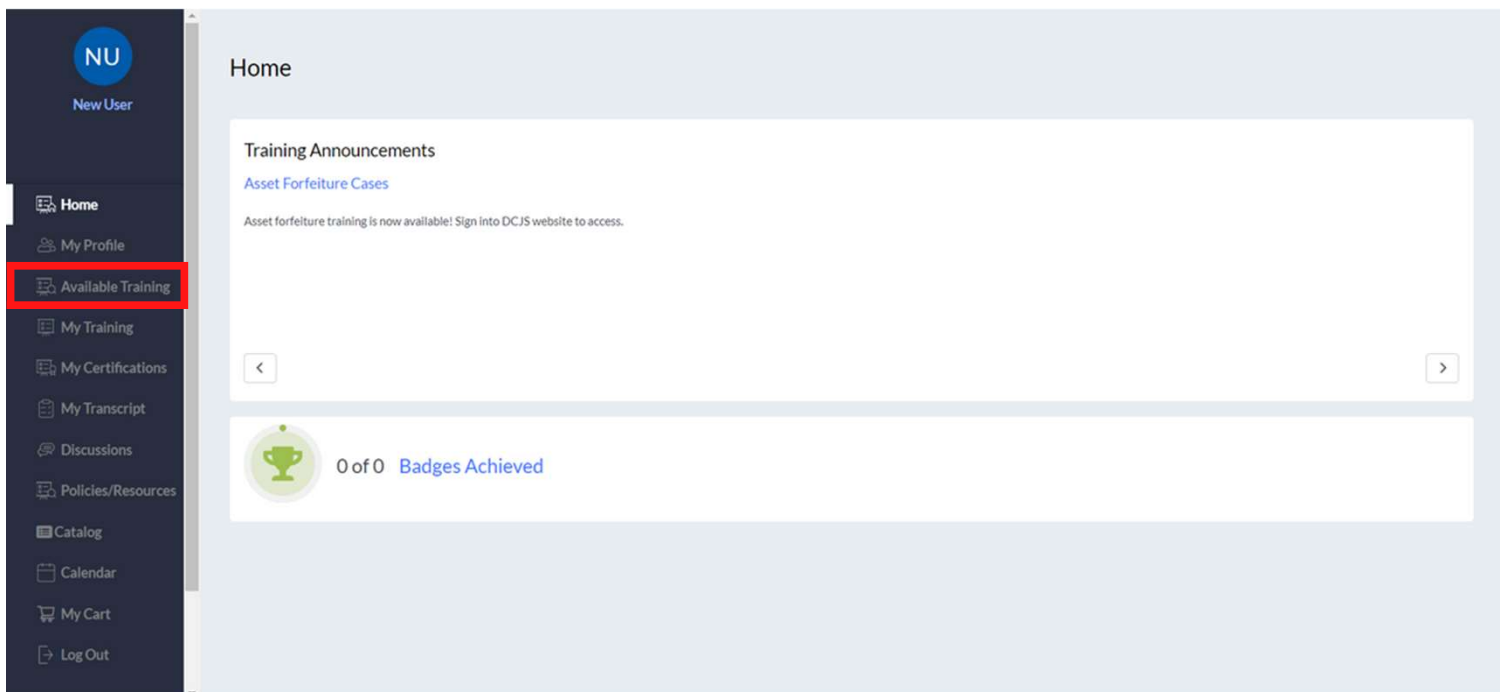 NU
New User
Home
My Profile
Available Training
My Training
My Certifications
My Transcript
Discussions
Policies/Resources
Catalog
Calendar
My Cart
Log Out
Home
Training Announcements
Asset Forfeiture Cases
Asset forfeiture training is now available! Sign into DCJS website to access.
0 of 0 Badges Achieved